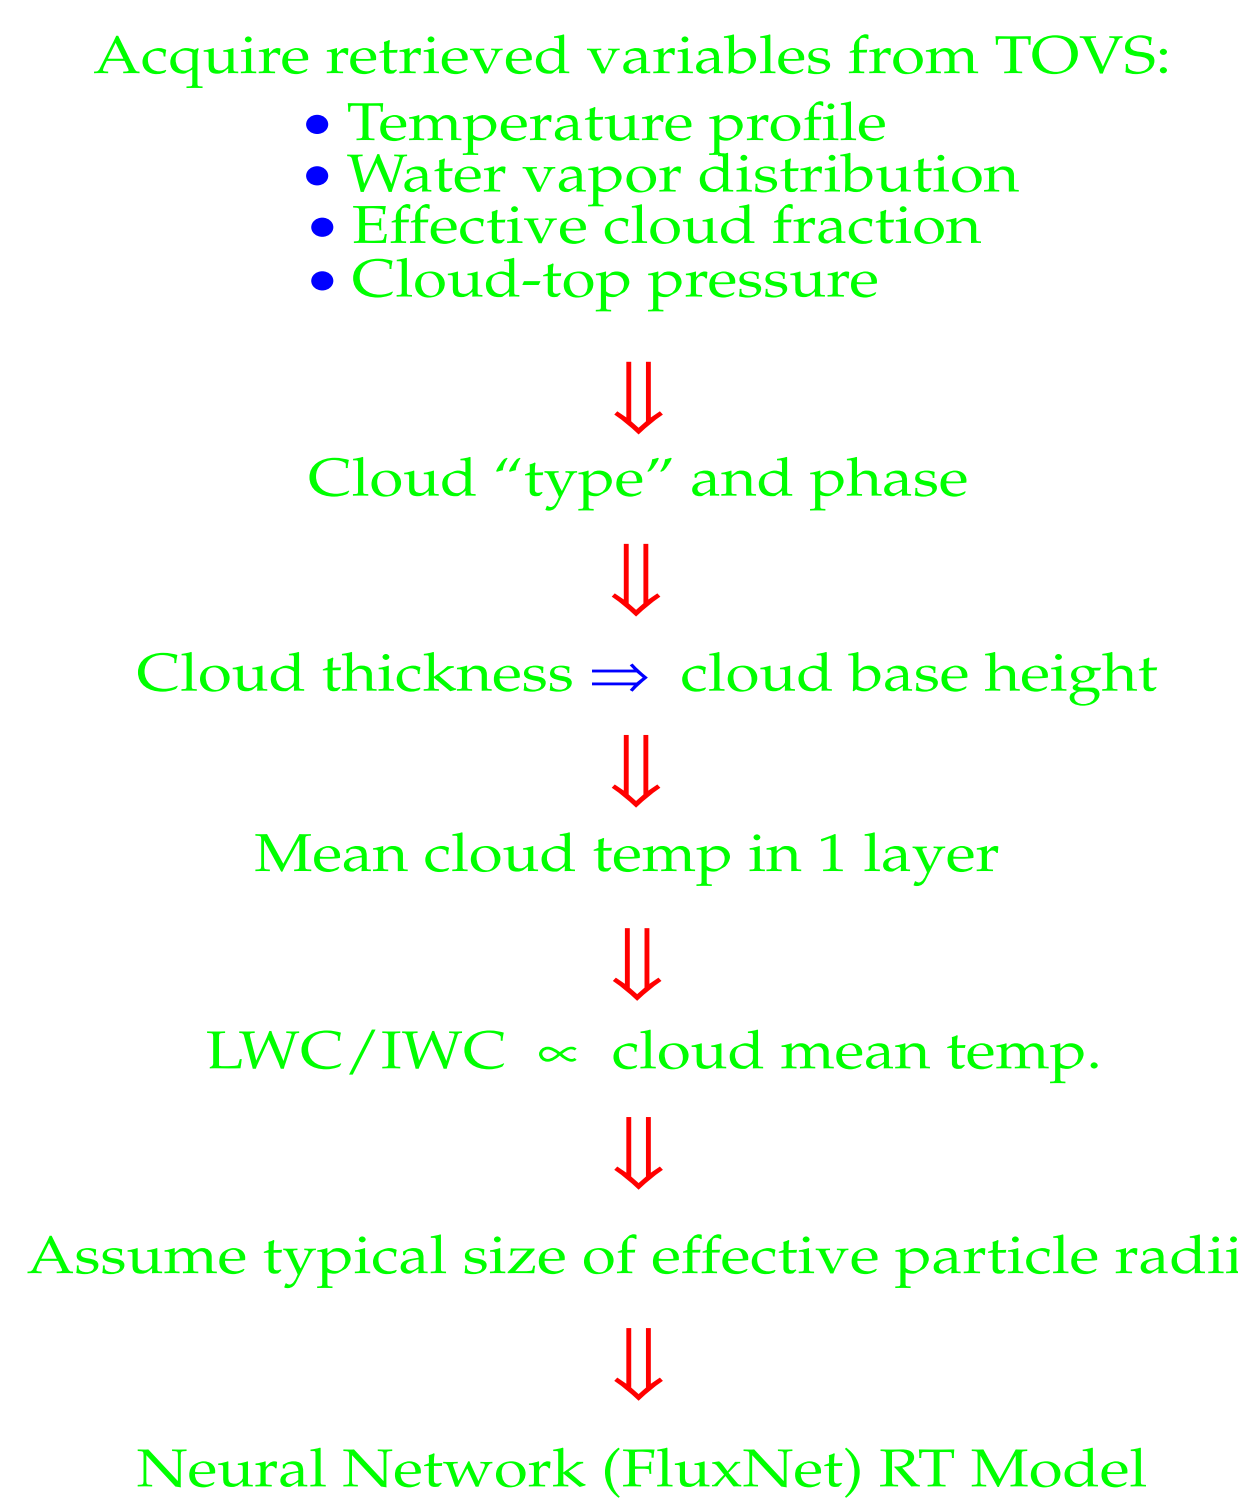 Acquire retrieved variables from TOVS:
• Temperature profile
• Water vapor distribution
• Effective cloud fraction
• Cloud-top pressure
⇓
Cloud “type” and phase
⇓
Cloud thickness ⇒ cloud base height
⇓
Mean cloud temp in 1 layer
⇓
LWC/IWC ∝ cloud mean temp.
⇓
Assume typical size of effective particle radii
⇓
Neural Network (FluxNet) RT Model